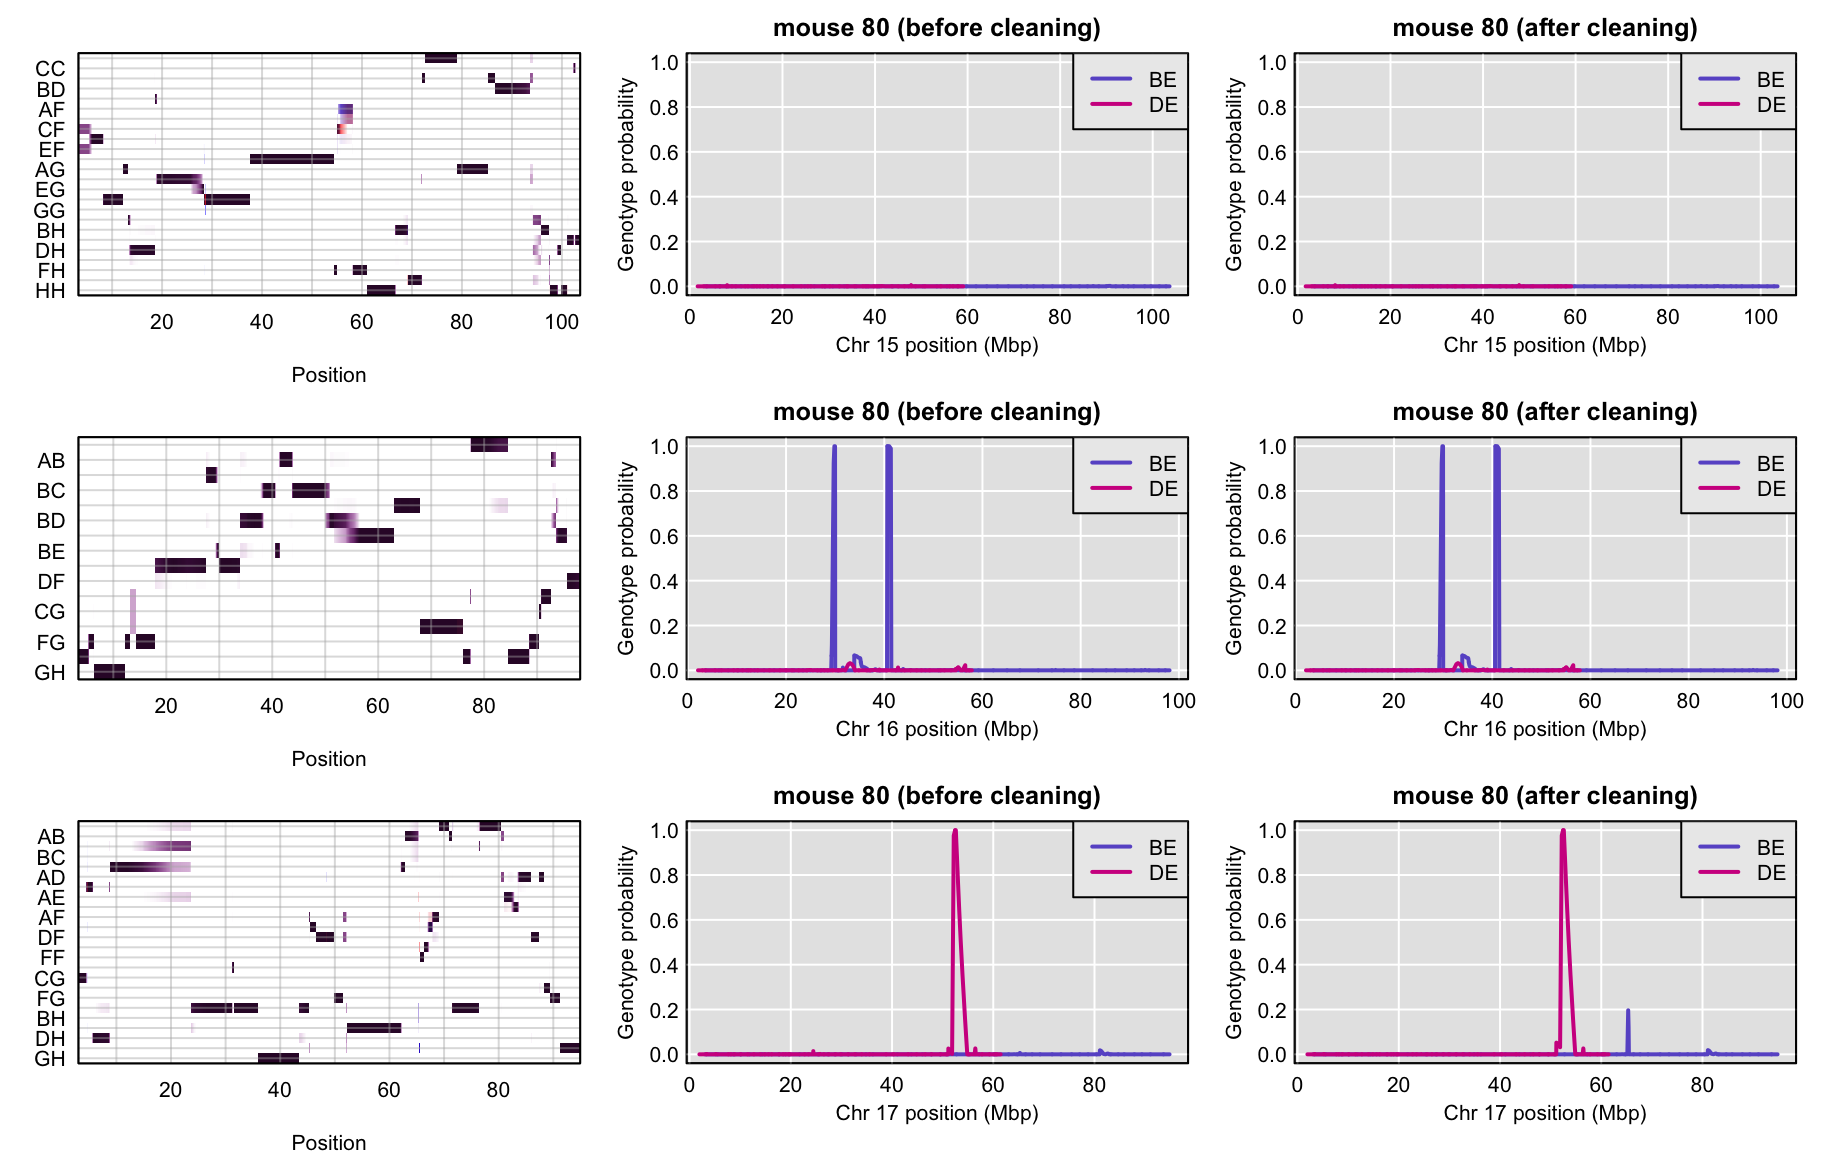 mouse 80 (before cleaning)
mouse 80 (after cleaning)
CC
BD
AF
CF
EF
AG
EG
GG
BH
DH
FH
HH
20 40 60 80 100
Position
Genotype probability
1.0
0.8
0.6
0.4
0.2
0.0
BE
DE
0 20 40 60 80 100
Chr 15 position (Mbp)
Genotype probability
1.0
0.8
0.6
0.4
0.2
0.0
BE
DE
0 20 40 60 80 100
Chr 15 position (Mbp)
mouse 80 (before cleaning)
mouse 80 (after cleaning)
AB
BC
BD
BE
DF
CG
FG
GH
20 40 60 80
Position
Genotype probability
1.0
0.8
0.6
0.4
0.2
0.0
BE
DE
0 20 40 60 80 100
Chr 16 position (Mbp)
Genotype probability
1.0
0.8
0.6
0.4
0.2
0.0
BE
DE
0 20 40 60 80 100
Chr 16 position (Mbp)
mouse 80 (before cleaning)
mouse 80 (after cleaning)
AB
BC
AD
AE
AF
DF
FF
CG
FG
BH
DH
GH
20 40 60 80
Position
Genotype probability
1.0
0.8
0.6
0.4
0.2
0.0
BE
DE
0 20 40 60 80
Chr 17 position (Mbp)
Genotype probability
1.0
0.8
0.6
0.4
0.2
0.0
BE
DE
0 20 40 60 80
Chr 17 position (Mbp)